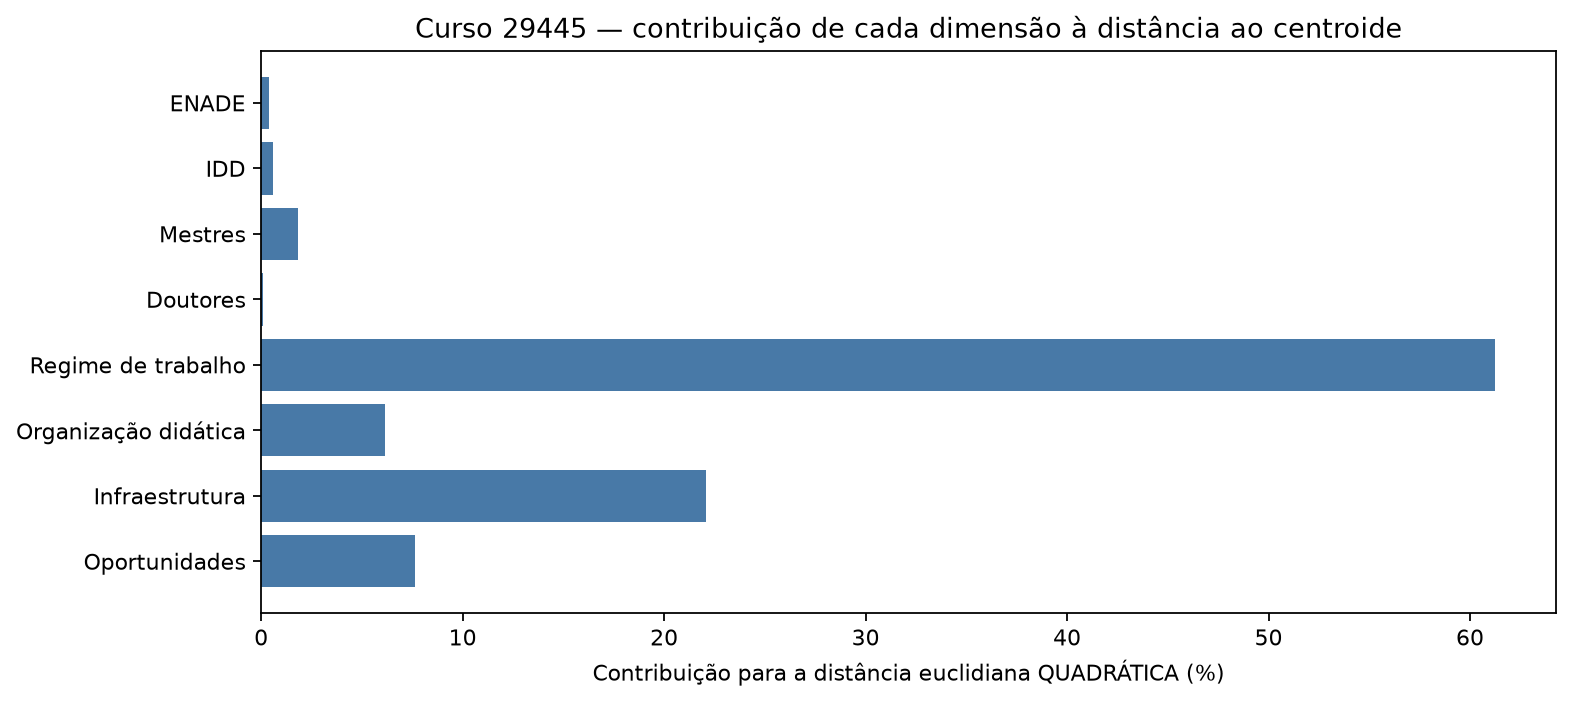 Curso 29445 — contribuição de cada dimensão à distância ao centroide
ENADE
IDD
Mestres
Doutores
Regime de trabalho
Organização didática
Infraestrutura
Oportunidades
0 10 20 30 40 50 60
Contribuição para a distância euclidiana QUADRÁTICA (%)